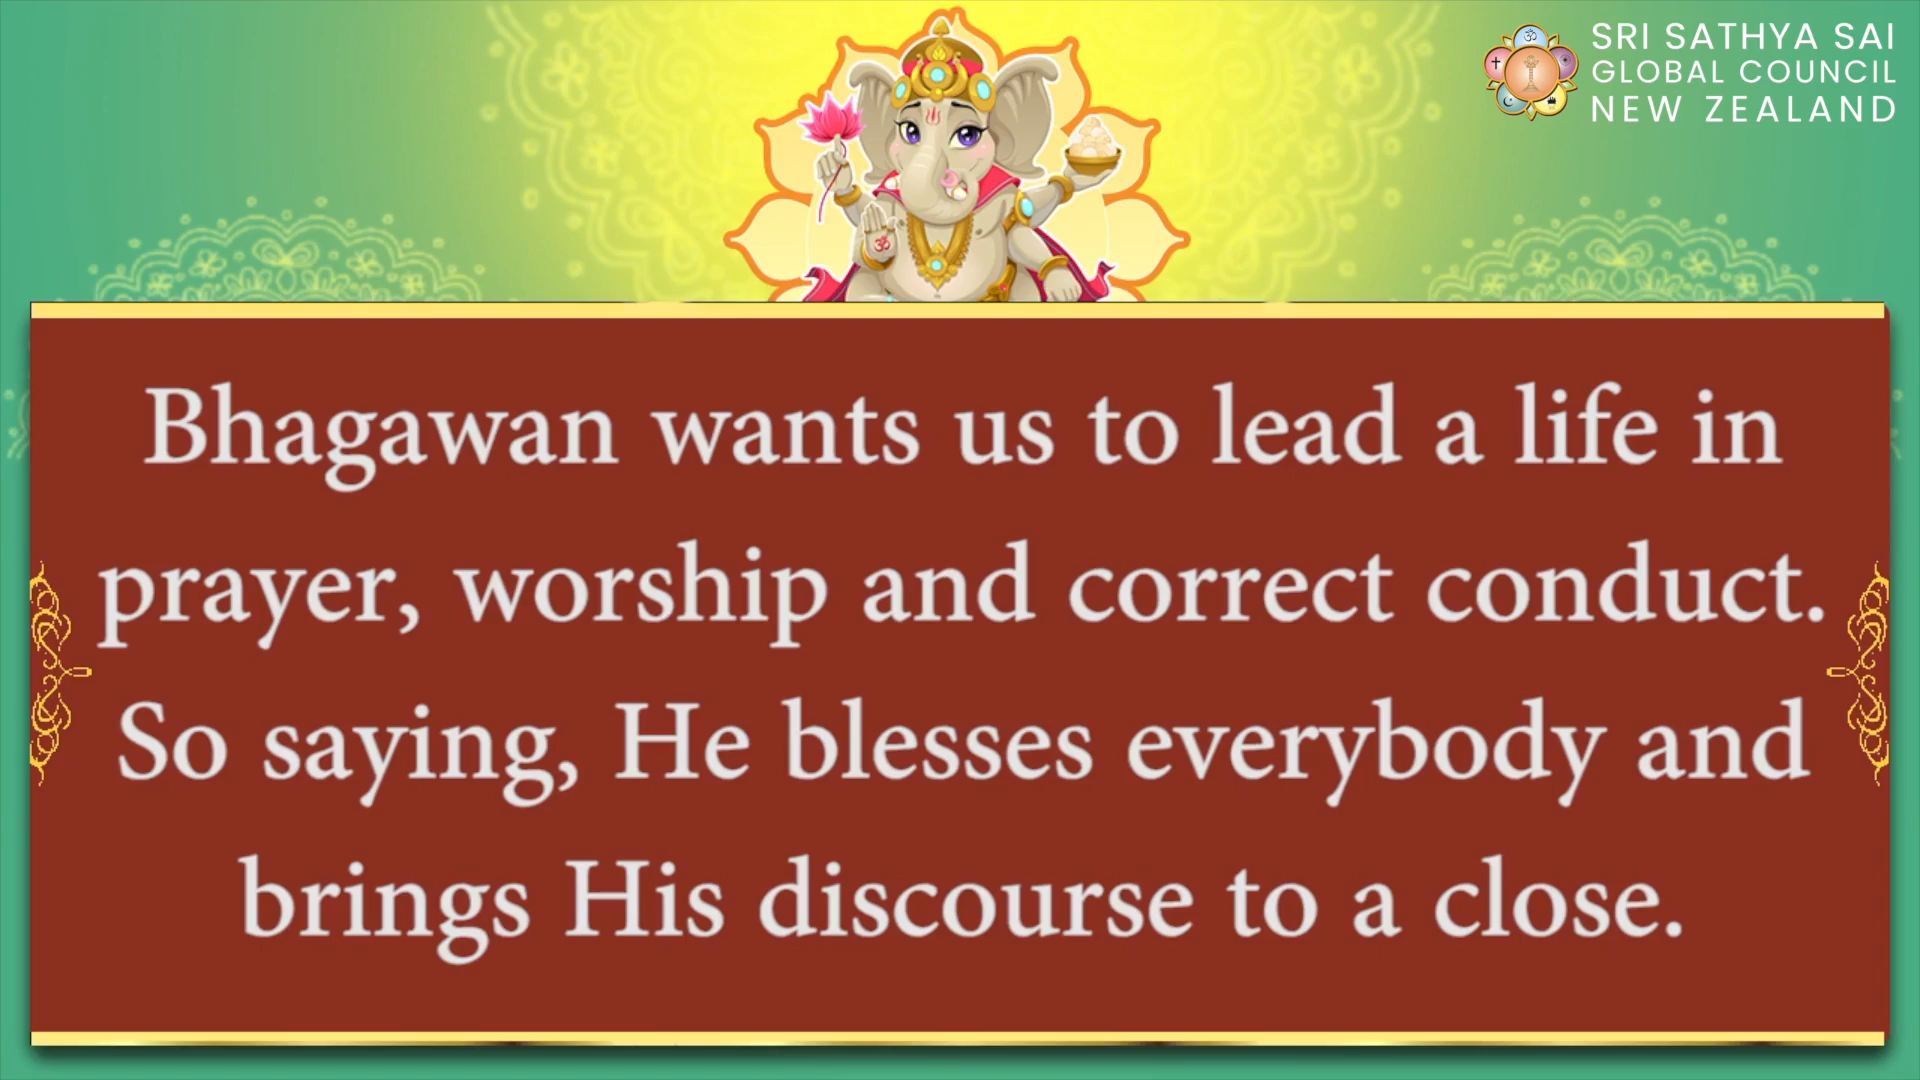 SRI SATHYA SAI
GLOBAL COUNCIL
NEW ZEALAND
ॐ
ॐ
Bhagawan wants us to lead a life in
prayer, worship and correct conduct.
So saying, He blesses everybody and
brings His discourse to a close.